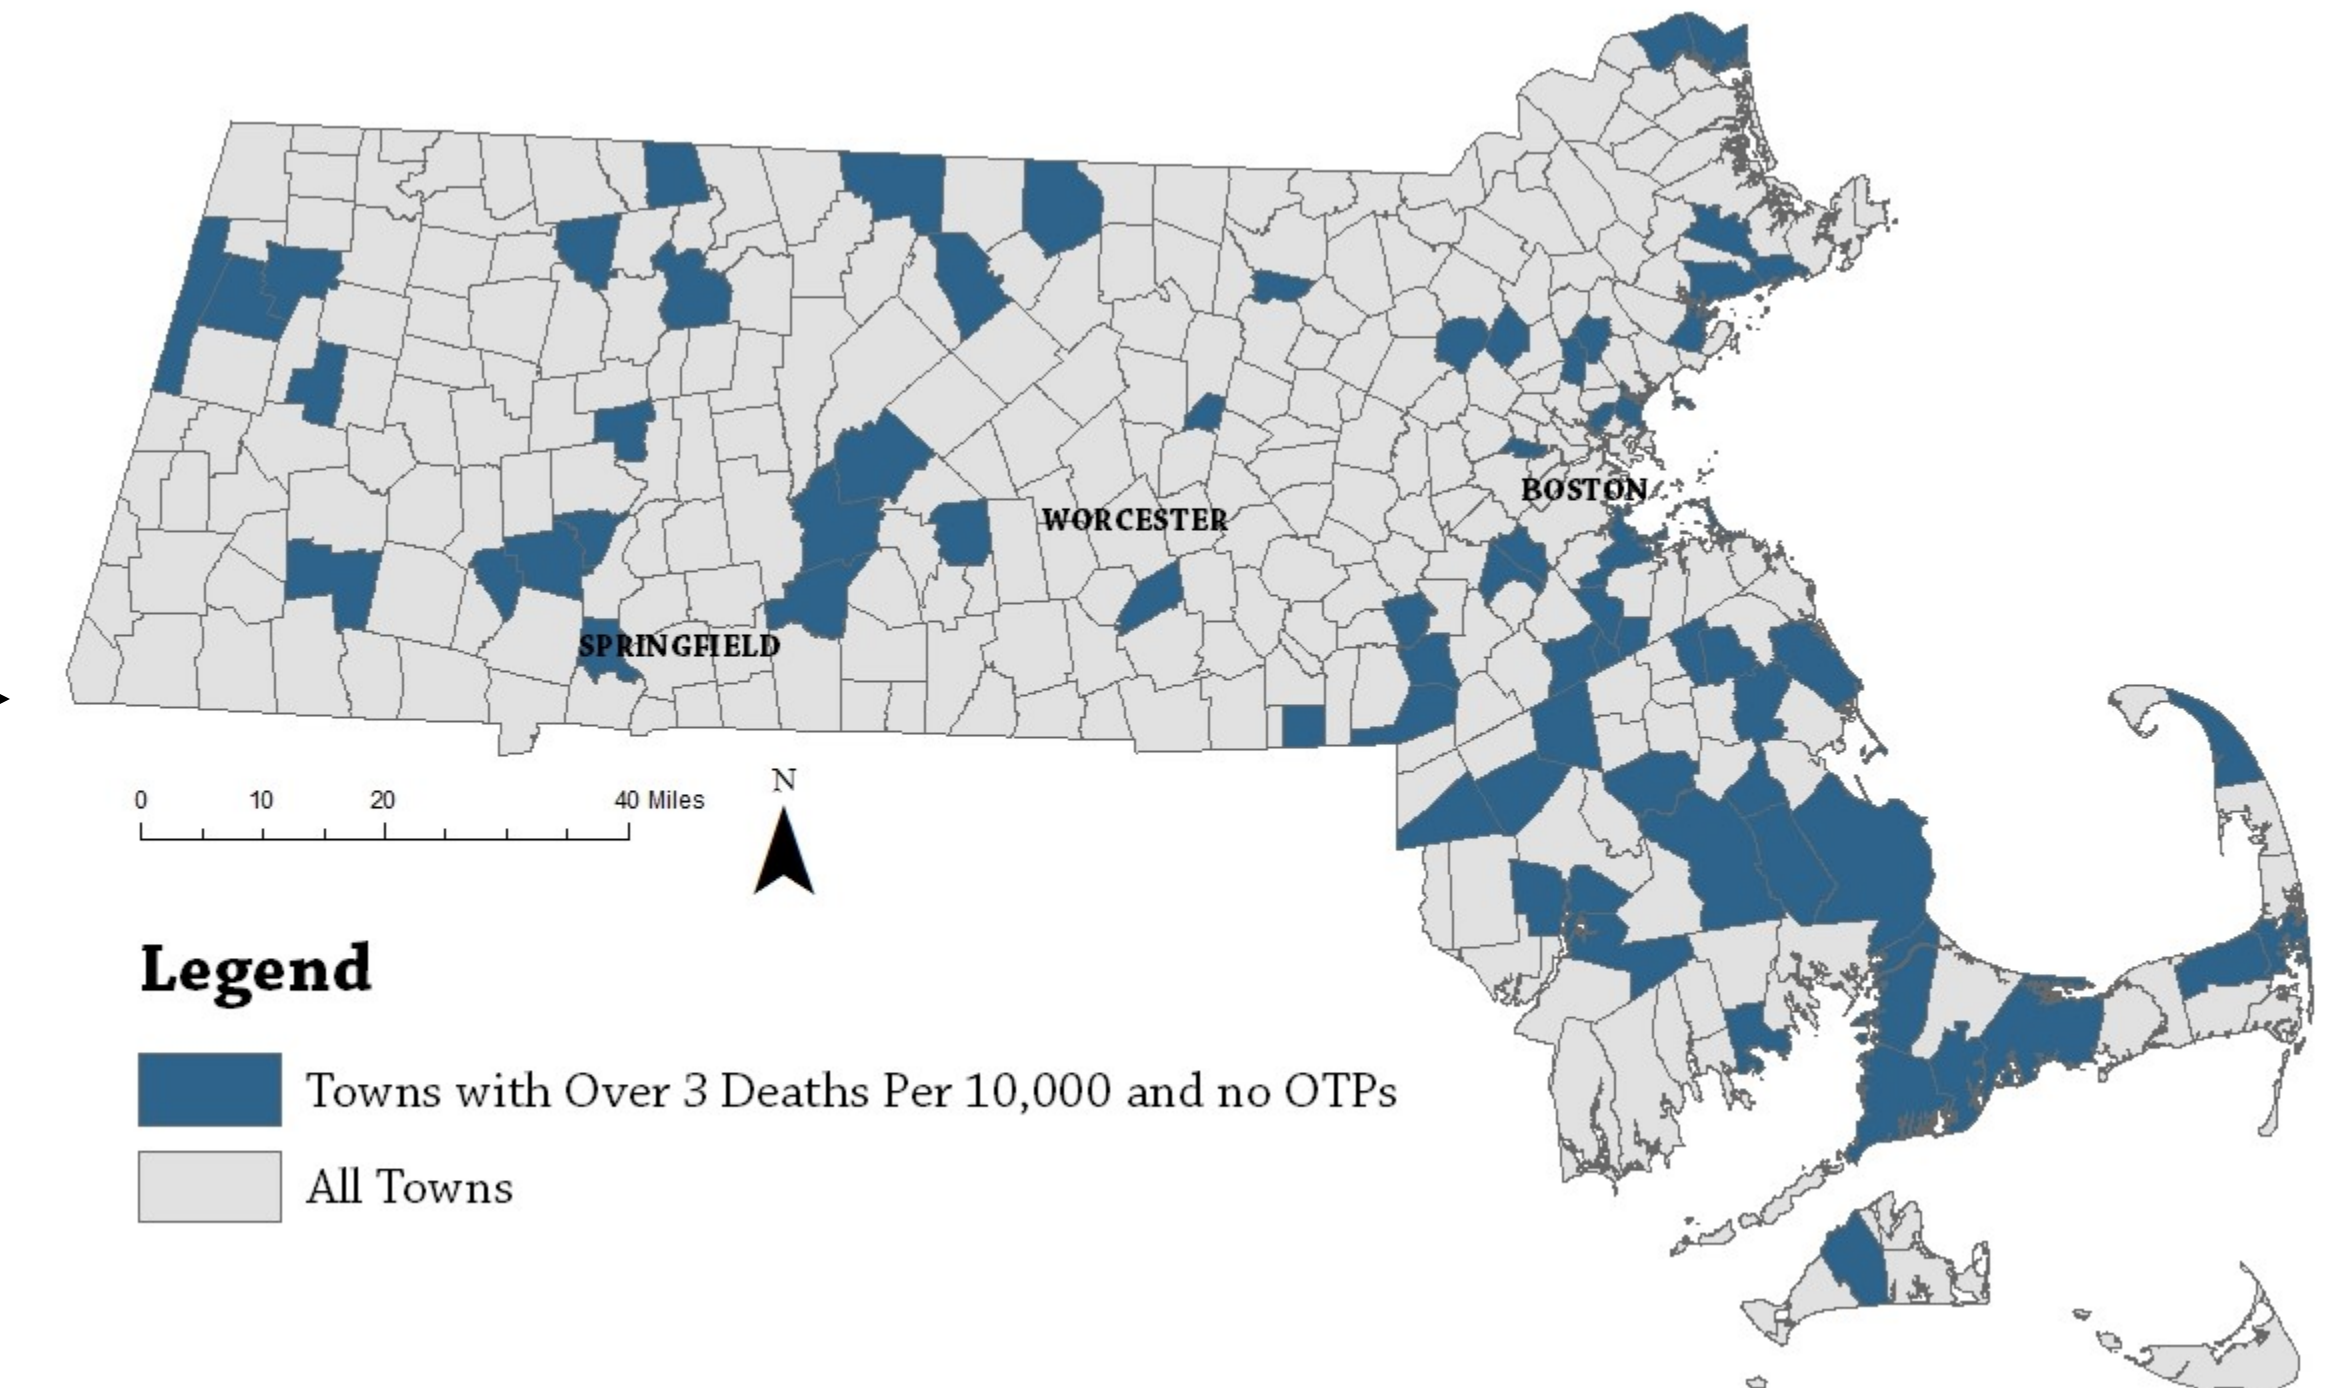 BOSTON
WORCESTER
SPRINGFIELD
N
0 10 20 40 Miles
Legend
Towns with Over 3 Deaths Per 10,000 and no OTPs
All Towns